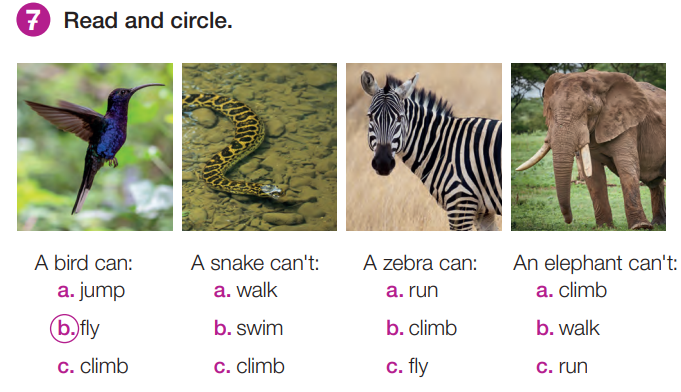 7 Read and circle.
A bird can:
a. jump
b. fly
c. climb
A snake can't:
a. walk
b. swim
c. climb
A zebra can:
a. run
b. climb
c. fly
An elephant can't:
a. climb
b. walk
c. run